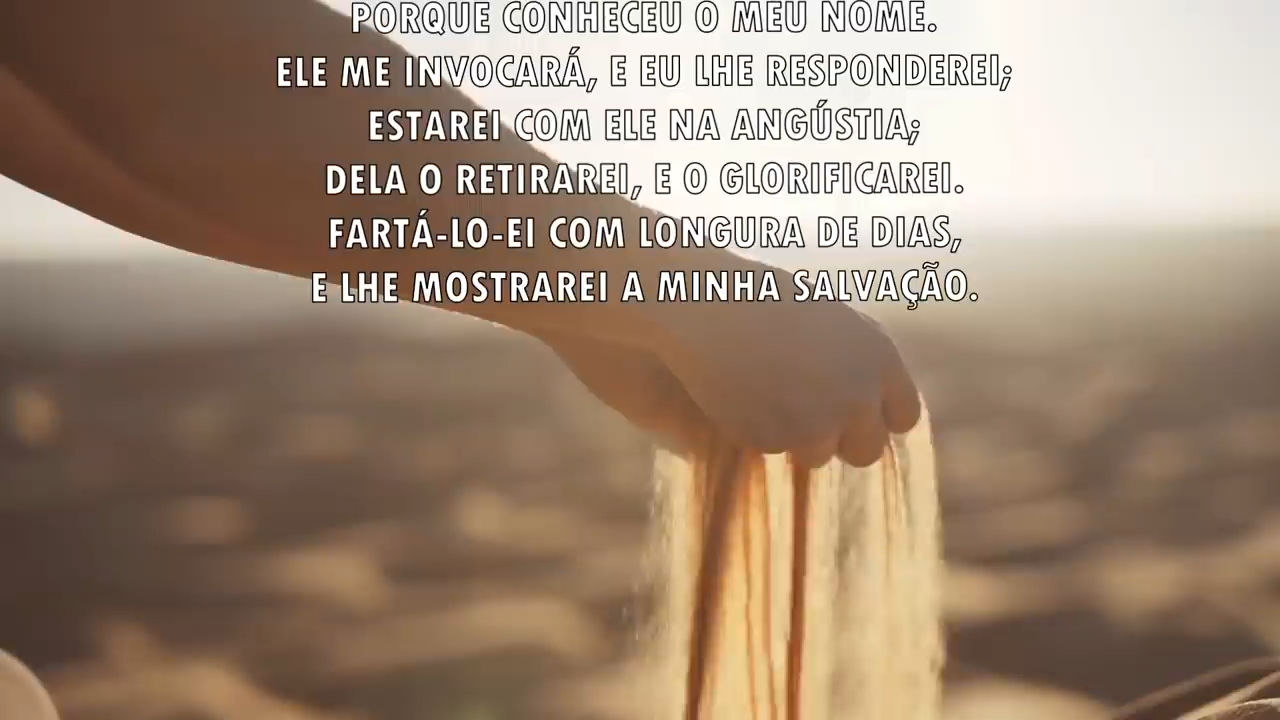 PORQUE CONHECEU O MEU NOME.
ELE ME INVOCARÁ, E EU LHE RESPONDEREI;
ESTAREI COM ELE NA ANGÚSTIA;
DELA O RETIRAREI, E O GLORIFICAREI.
FARTÁ-LO-EI COM LONGURA DE DIAS,
E LHE MOSTRAREI A MINHA SALVAÇÃO.